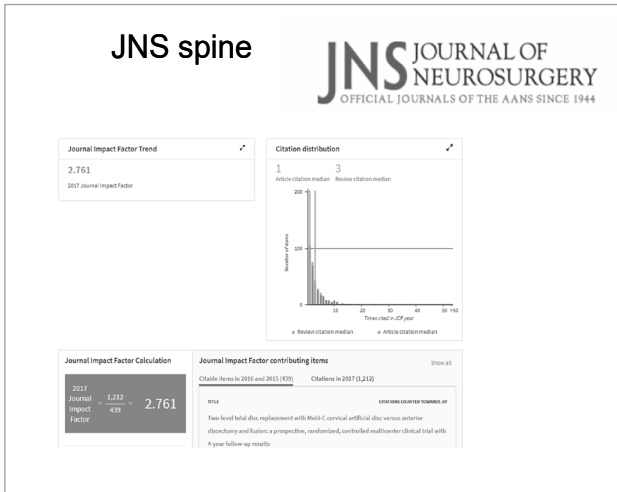 JNS spine
JNS JOURNAL OF
NEUROSURGERY
OFFICIAL JOURNALS OF THE AANS SINCE 1944
Journal Impact Factor Trend
2.761
2017 Journal Impact Factor
Citation distribution
1 3
Article citation median Review citation median
200
100
0
Number of items
10 20 30 40 50 >50
Times cited in JCR year
Review citation median Article citation median
Journal Impact Factor Calculation
2017
Journal
Impact
Factor
= 1,212
439
= 2.761
Journal Impact Factor contributing items Show all
Citable items in 2016 and 2015 (439) Citations in 2017 (1,212)
TITLE CITATIONS COUNTED TOWARDS JIF
Two-level total disc replacement with Mobi-C cervical artificial disc versus anterior
discectomy and fusion: a prospective, randomized, controlled multicenter clinical trial with
4-year follow-up results